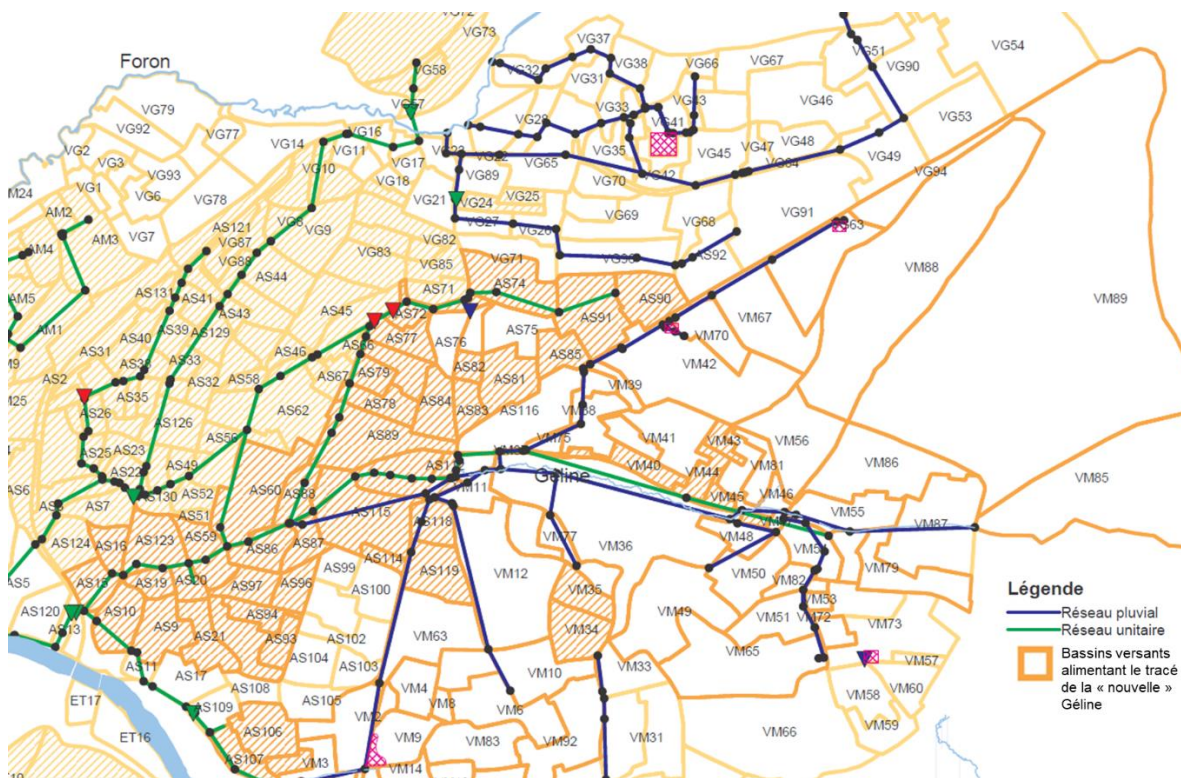 VG72
VG73
Foron
VG58
VG57
VG37
VG32
VG38
VG31
VG66
VG67
VG51
VG90
VG54
VG79
VG92
VG77
VG2
VG3
VG93
VG1
VG6
VG78
VG7
VG14
VG16
VG11
VG10
VG17
VG18
VG28
VG33
VG41
VG43
VG46
VG53
VG35
VG45
VG47
VG48
VG49
VG94
VG65
VG89
VG70
VG42
VG21
VG24
VG25
VG27
VG69
VG68
VG91
AM2
AM3
AM4
AM1
AS121
VG87
VG88
VG9
VG83
VG82
VG85
VG71
AS92
AS44
AS131
AS41
AS43
AS39
AS129
AS45
AS71
AS72
AS74
AS90
AS91
VM88
VM89
VM67
VM70
VM42
AS31
AS40
AS33
AS46
AS77
AS76
AS75
AS85
AS2
AS35
AS32
AS58
AS67
AS79
AS82
AS81
VM39
AS26
AS126
AS62
AS78
AS84
AS83
AS116
AS56
AS89
VM75
VM41
VM43
VM56
VM40
VM44
VM81
VM86
VM85
AS25
AS23
AS22
AS49
AS130
AS52
AS60
AS88
Géline
VM11
VM45
VM46
VM55
VM87
AS6
AS7
AS51
AS115
AS118
AS124
AS16
AS123
AS59
AS86
AS87
AS114
AS119
AS99
AS100
VM12
VM77
VM36
VM48
VM50
VM82
VM79
AS5
AS19
AS20
AS97
AS96
VM35
VM34
VM49
VM51
VM53
VM72
VM73
AS120
AS13
AS10
AS9
AS21
AS94
AS93
AS102
AS104
AS103
VM63
VM65
VM57
AS11
AS17
AS108
AS105
VM4
VM8
VM10
VM33
VM58
VM60
VM59
ET17
ET16
AS109
AS106
AS107
VM2
VM9
VM6
VM3
VM14
VM83
VM92
VM31
VM66
Légende
Réseau pluvial
Réseau unitaire
Bassins versants
alimentant le tracé
de la « nouvelle »
Géline